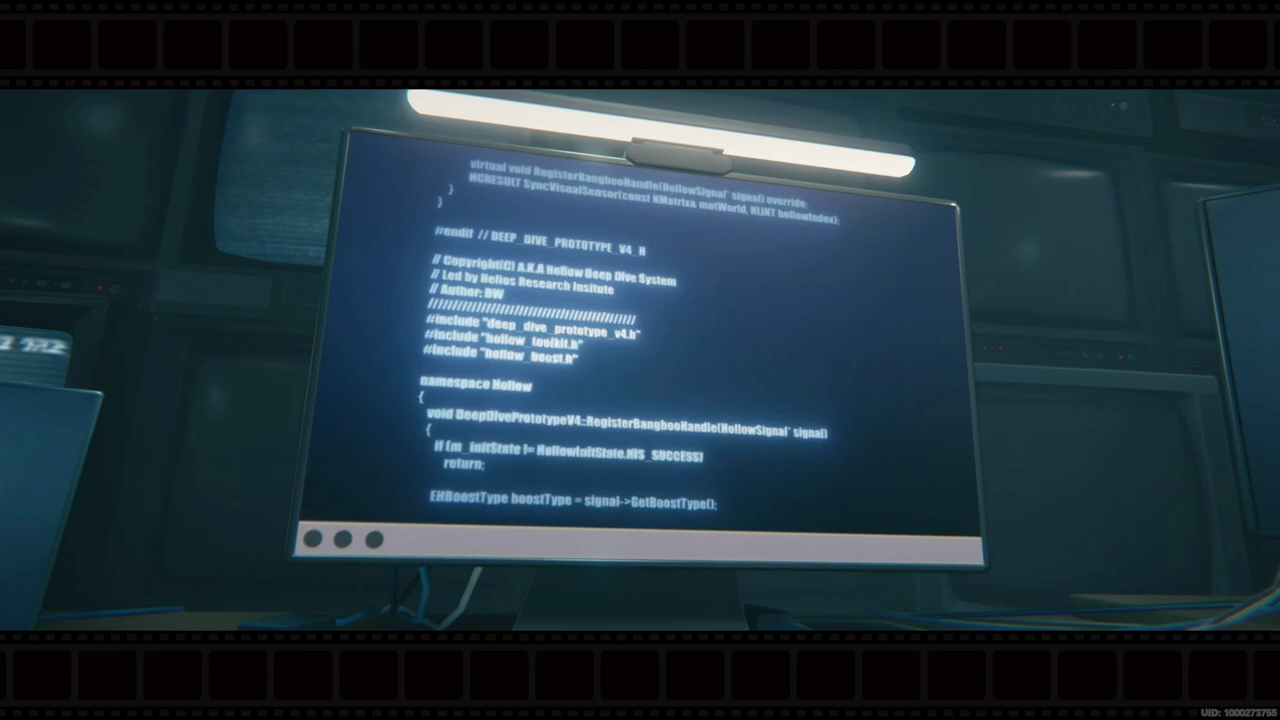 virtual void RegisterBangbooHandle(HollowSignal* signal) override;
HCRESULT SyncVisualSensor(const NMatrix& matWorld, HLINT hollowIndex);
}
}
#endif // DEEP_DIVE_PROTOTYPE_V4_H
// Copyright(C) A.K.A Hollow Deep Dive System
// Led by Helios Research Insitute
// Author: BW
////////////////////////////////////////////////
#include "deep_dive_prototype_v4.h"
#include "hollow_toolkit.h"
#include "hollow_boost.h"
namespace Hollow
{
void DeepDivePrototypeV4::RegisterBangbooHandle(HollowSignal* signal)
{
if (m_InitState != HollowInitState.HIS_SUCCESS)
return;
EHBoostType boostType = signal->GetBoostType();
UID: 1000273755